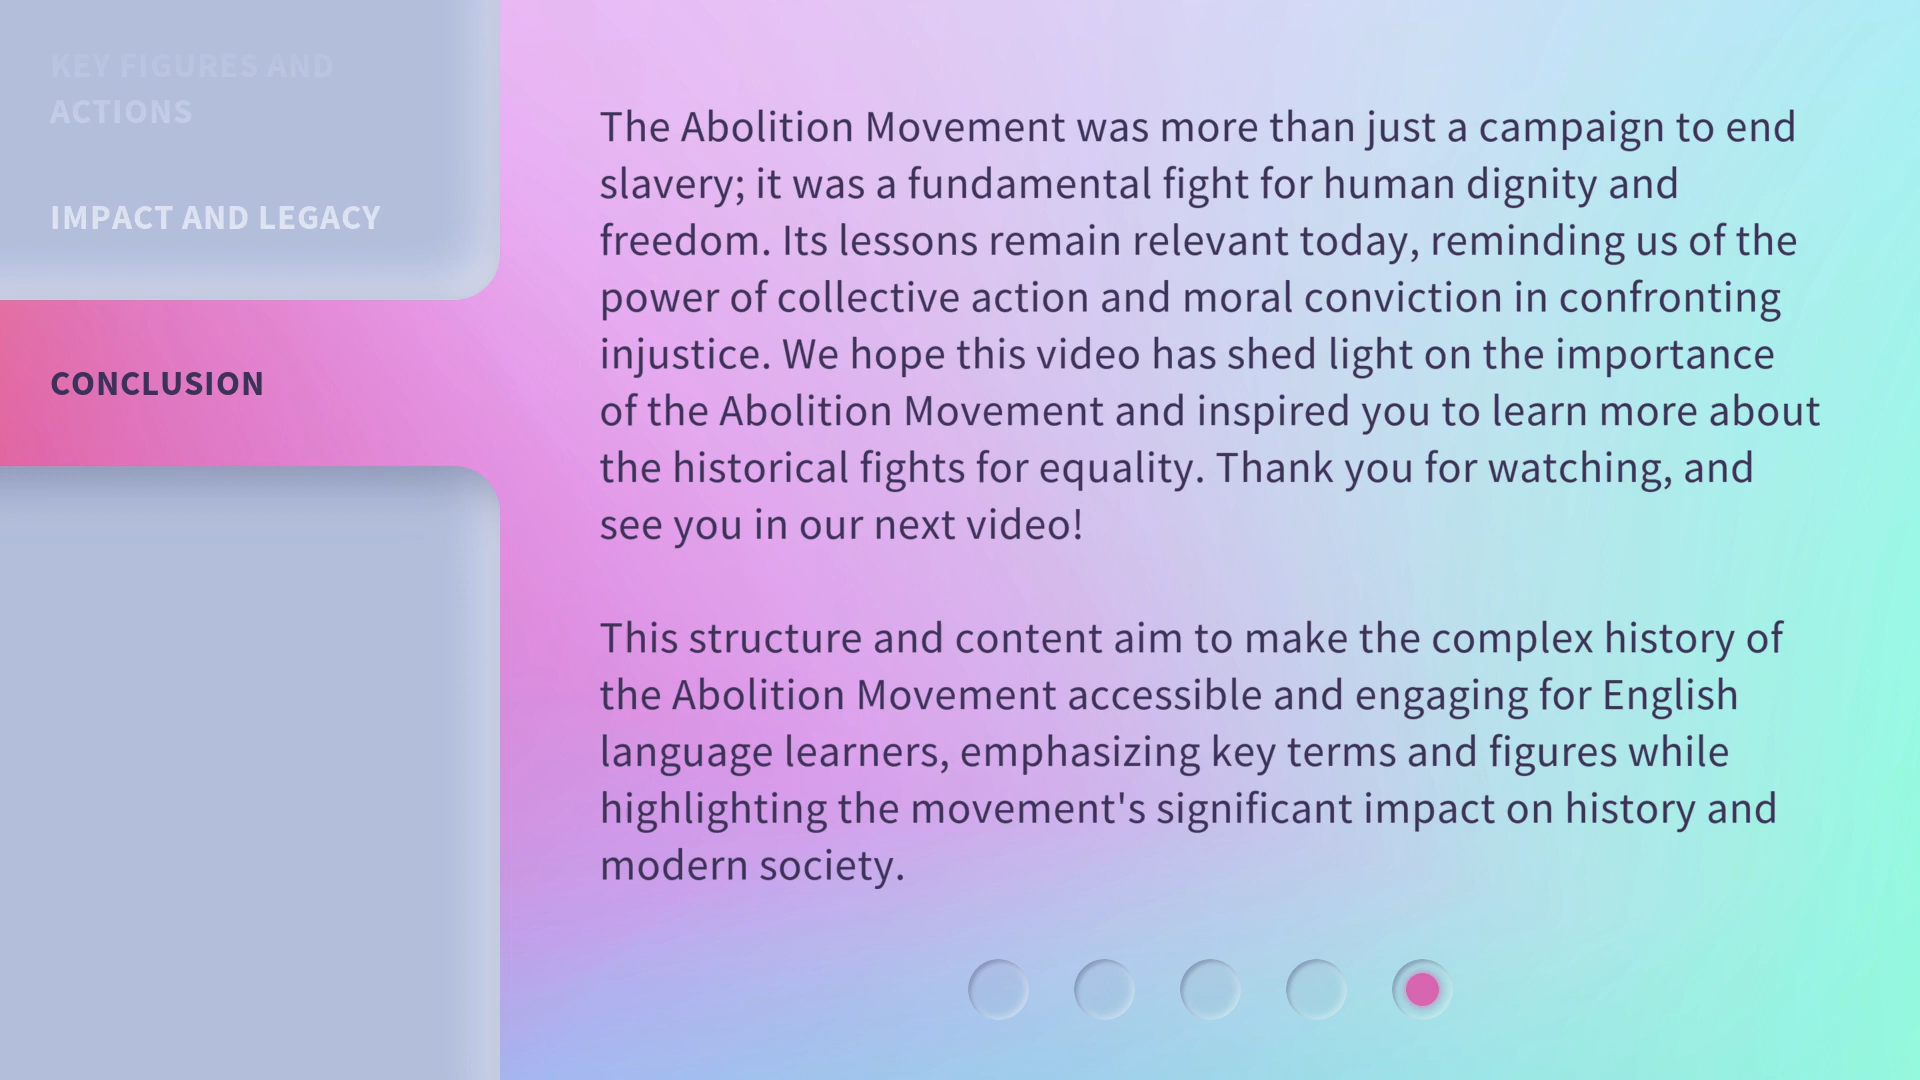 KEY FIGURES AND
ACTIONS
IMPACT AND LEGACY
CONCLUSION
The Abolition Movement was more than just a campaign to end
slavery; it was a fundamental fight for human dignity and
freedom. Its lessons remain relevant today, reminding us of the
power of collective action and moral conviction in confronting
injustice. We hope this video has shed light on the importance
of the Abolition Movement and inspired you to learn more about
the historical fights for equality. Thank you for watching, and
see you in our next video!
This structure and content aim to make the complex history of
the Abolition Movement accessible and engaging for English
language learners, emphasizing key terms and figures while
highlighting the movement's significant impact on history and
modern society.